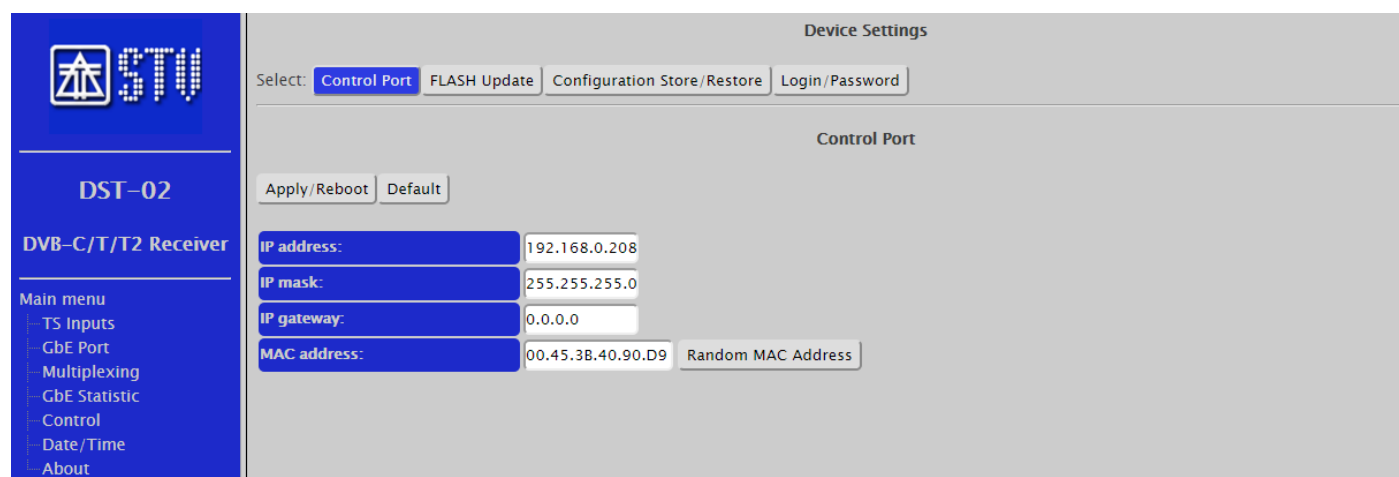 STV
DST-02
DVB-C/T/T2 Receiver
Main menu
TS Inputs
GbE Port
Multiplexing
GbE Statistic
Control
Date/Time
About
Device Settings
Select: Control Port FLASH Update Configuration Store/Restore Login/Password
Control Port
Apply/Reboot Default
IP address: 192.168.0.208
IP mask: 255.255.255.0
IP gateway: 0.0.0.0
MAC address: 00.45.3B.40.90.D9 Random MAC Address